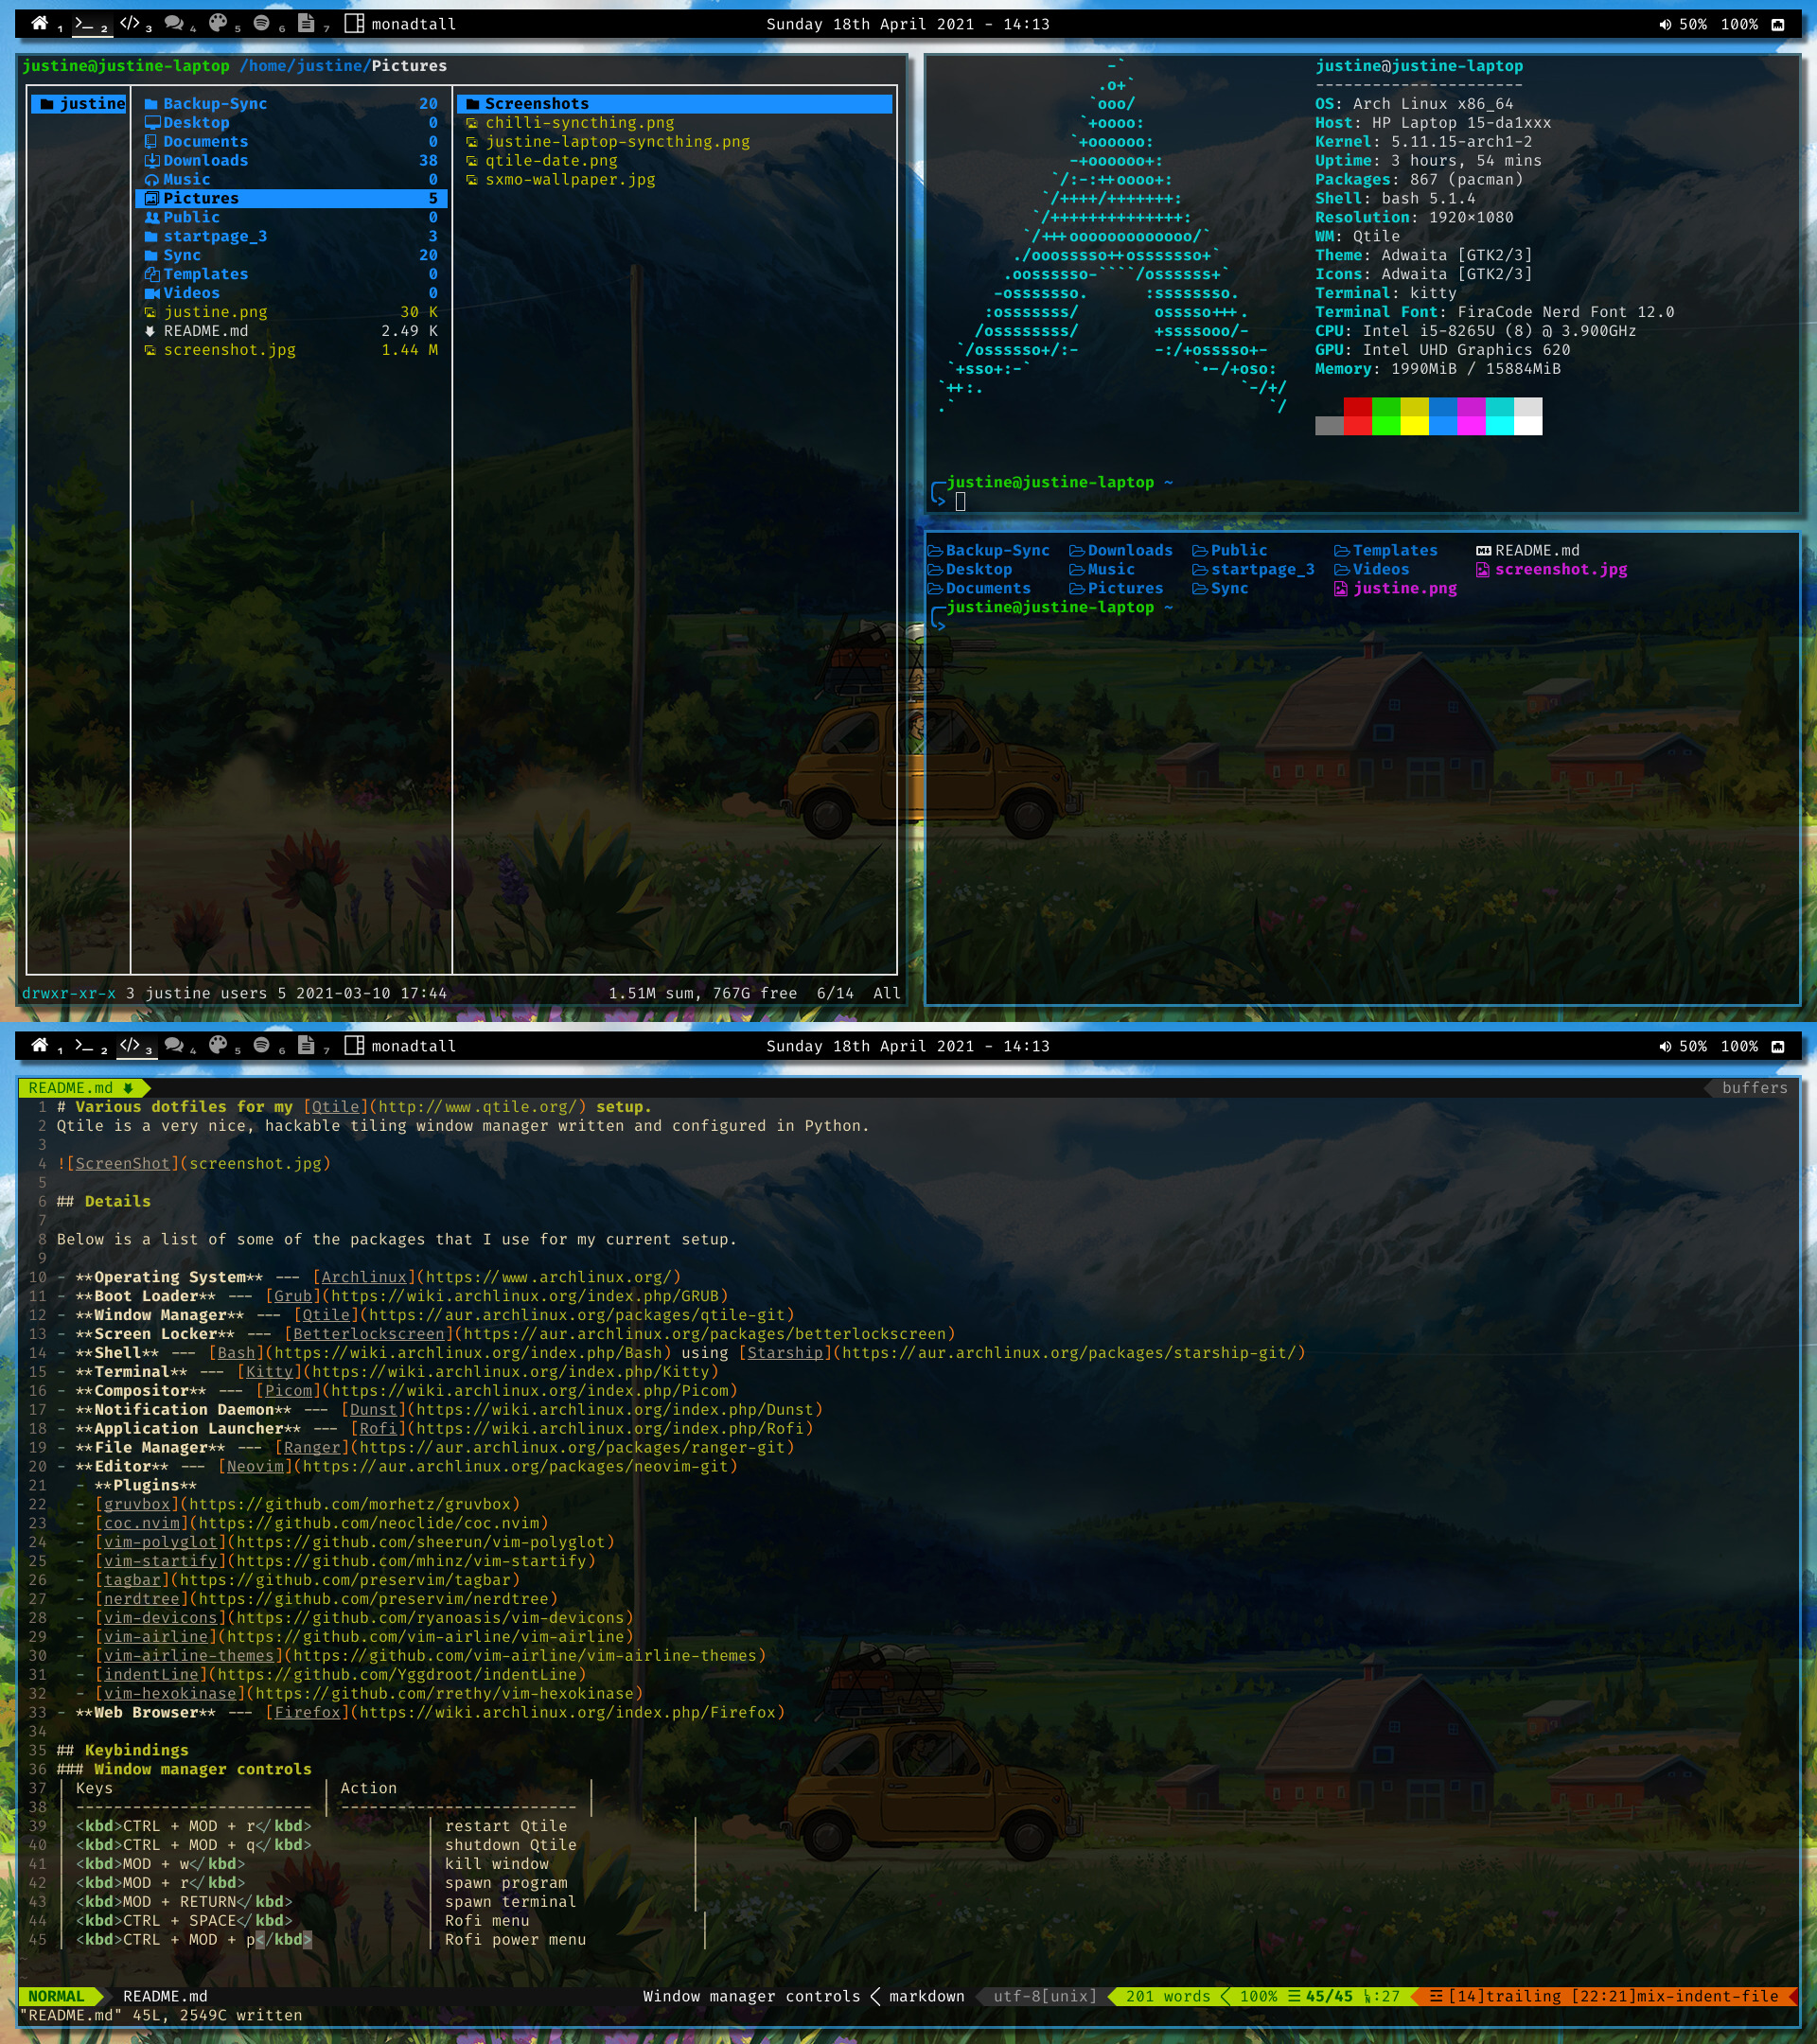 1 2 3 4 5 6 7 monadtall Sunday 18th April 2021 - 14:13 50% 100%
justine@justine-laptop /home/justine/Pictures
justine
Backup-Sync 20
Desktop 0
Documents 0
Downloads 38
Music 0
Pictures 5
Public 0
startpage_3 3
Sync 20
Templates 0
Videos 0
justine.png 30 K
README.md 2.49 K
screenshot.jpg 1.44 M
Screenshots
chilli-syncthing.png
justine-laptop-syncthing.png
qtile-date.png
sxmo-wallpaper.jpg
drwxr-xr-x 3 justine users 5 2021-03-10 17:44 1.51M sum, 767G free 6/14 All
justine@justine-laptop
----------------------
OS: Arch Linux x86_64
Host: HP Laptop 15-da1xxx
Kernel: 5.11.15-arch1-2
Uptime: 3 hours, 54 mins
Packages: 867 (pacman)
Shell: bash 5.1.4
Resolution: 1920×1080
WM: Qtile
Theme: Adwaita [GTK2/3]
Icons: Adwaita [GTK2/3]
Terminal: kitty
Terminal Font: FiraCode Nerd Font 12.0
CPU: Intel i5-8265U (8) @ 3.900GHz
GPU: Intel UHD Graphics 620
Memory: 1990MiB / 15884MiB
justine@justine-laptop ~
>
Backup-Sync Downloads Public Templates README.md
Desktop Music startpage_3 Videos screenshot.jpg
Documents Pictures Sync justine.png
justine@justine-laptop ~
>
1 2 3 4 5 6 7 monadtall Sunday 18th April 2021 - 14:13 50% 100%
README.md buffers
1 # Various dotfiles for my [Qtile](http://www.qtile.org/) setup.
2 Qtile is a very nice, hackable tiling window manager written and configured in Python.
3
4 ![ScreenShot](screenshot.jpg)
5
6 ## Details
7
8 Below is a list of some of the packages that I use for my current setup.
9
10 - **Operating System** --- [Archlinux](https://www.archlinux.org/)
11 - **Boot Loader** --- [Grub](https://wiki.archlinux.org/index.php/GRUB)
12 - **Window Manager** --- [Qtile](https://aur.archlinux.org/packages/qtile-git)
13 - **Screen Locker** --- [Betterlockscreen](https://aur.archlinux.org/packages/betterlockscreen)
14 - **Shell** --- [Bash](https://wiki.archlinux.org/index.php/Bash) using [Starship](https://aur.archlinux.org/packages/starship-git/)
15 - **Terminal** --- [Kitty](https://wiki.archlinux.org/index.php/Kitty)
16 - **Compositor** --- [Picom](https://wiki.archlinux.org/index.php/Picom)
17 - **Notification Daemon** --- [Dunst](https://wiki.archlinux.org/index.php/Dunst)
18 - **Application Launcher** --- [Rofi](https://wiki.archlinux.org/index.php/Rofi)
19 - **File Manager** --- [Ranger](https://aur.archlinux.org/packages/ranger-git)
20 - **Editor** --- [Neovim](https://aur.archlinux.org/packages/neovim-git)
21 - **Plugins**
22 - [gruvbox](https://github.com/morhetz/gruvbox)
23 - [coc.nvim](https://github.com/neoclide/coc.nvim)
24 - [vim-polyglot](https://github.com/sheerun/vim-polyglot)
25 - [vim-startify](https://github.com/mhinz/vim-startify)
26 - [tagbar](https://github.com/preservim/tagbar)
27 - [nerdtree](https://github.com/preservim/nerdtree)
28 - [vim-devicons](https://github.com/ryanoasis/vim-devicons)
29 - [vim-airline](https://github.com/vim-airline/vim-airline)
30 - [vim-airline-themes](https://github.com/vim-airline/vim-airline-themes)
31 - [indentLine](https://github.com/Yggdroot/indentLine)
32 - [vim-hexokinase](https://github.com/rrethy/vim-hexokinase)
33 - **Web Browser** --- [Firefox](https://wiki.archlinux.org/index.php/Firefox)
34
35 ## Keybindings
36 ### Window manager controls
37 | Keys | Action |
38 | ------------------------- | ------------------------- |
39 | <kbd>CTRL + MOD + r</kbd> | restart Qtile |
40 | <kbd>CTRL + MOD + q</kbd> | shutdown Qtile |
41 | <kbd>MOD + w</kbd> | kill window |
42 | <kbd>MOD + r</kbd> | spawn program |
43 | <kbd>MOD + RETURN</kbd> | spawn terminal |
44 | <kbd>CTRL + SPACE</kbd> | Rofi menu |
45 | <kbd>CTRL + MOD + p</kbd> | Rofi power menu |
~
NORMAL README.md Window manager controls markdown utf-8[unix] 201 words 100% 45/45 :27 [14]trailing [22:21]mix-indent-file
"README.md" 45L, 2549C written